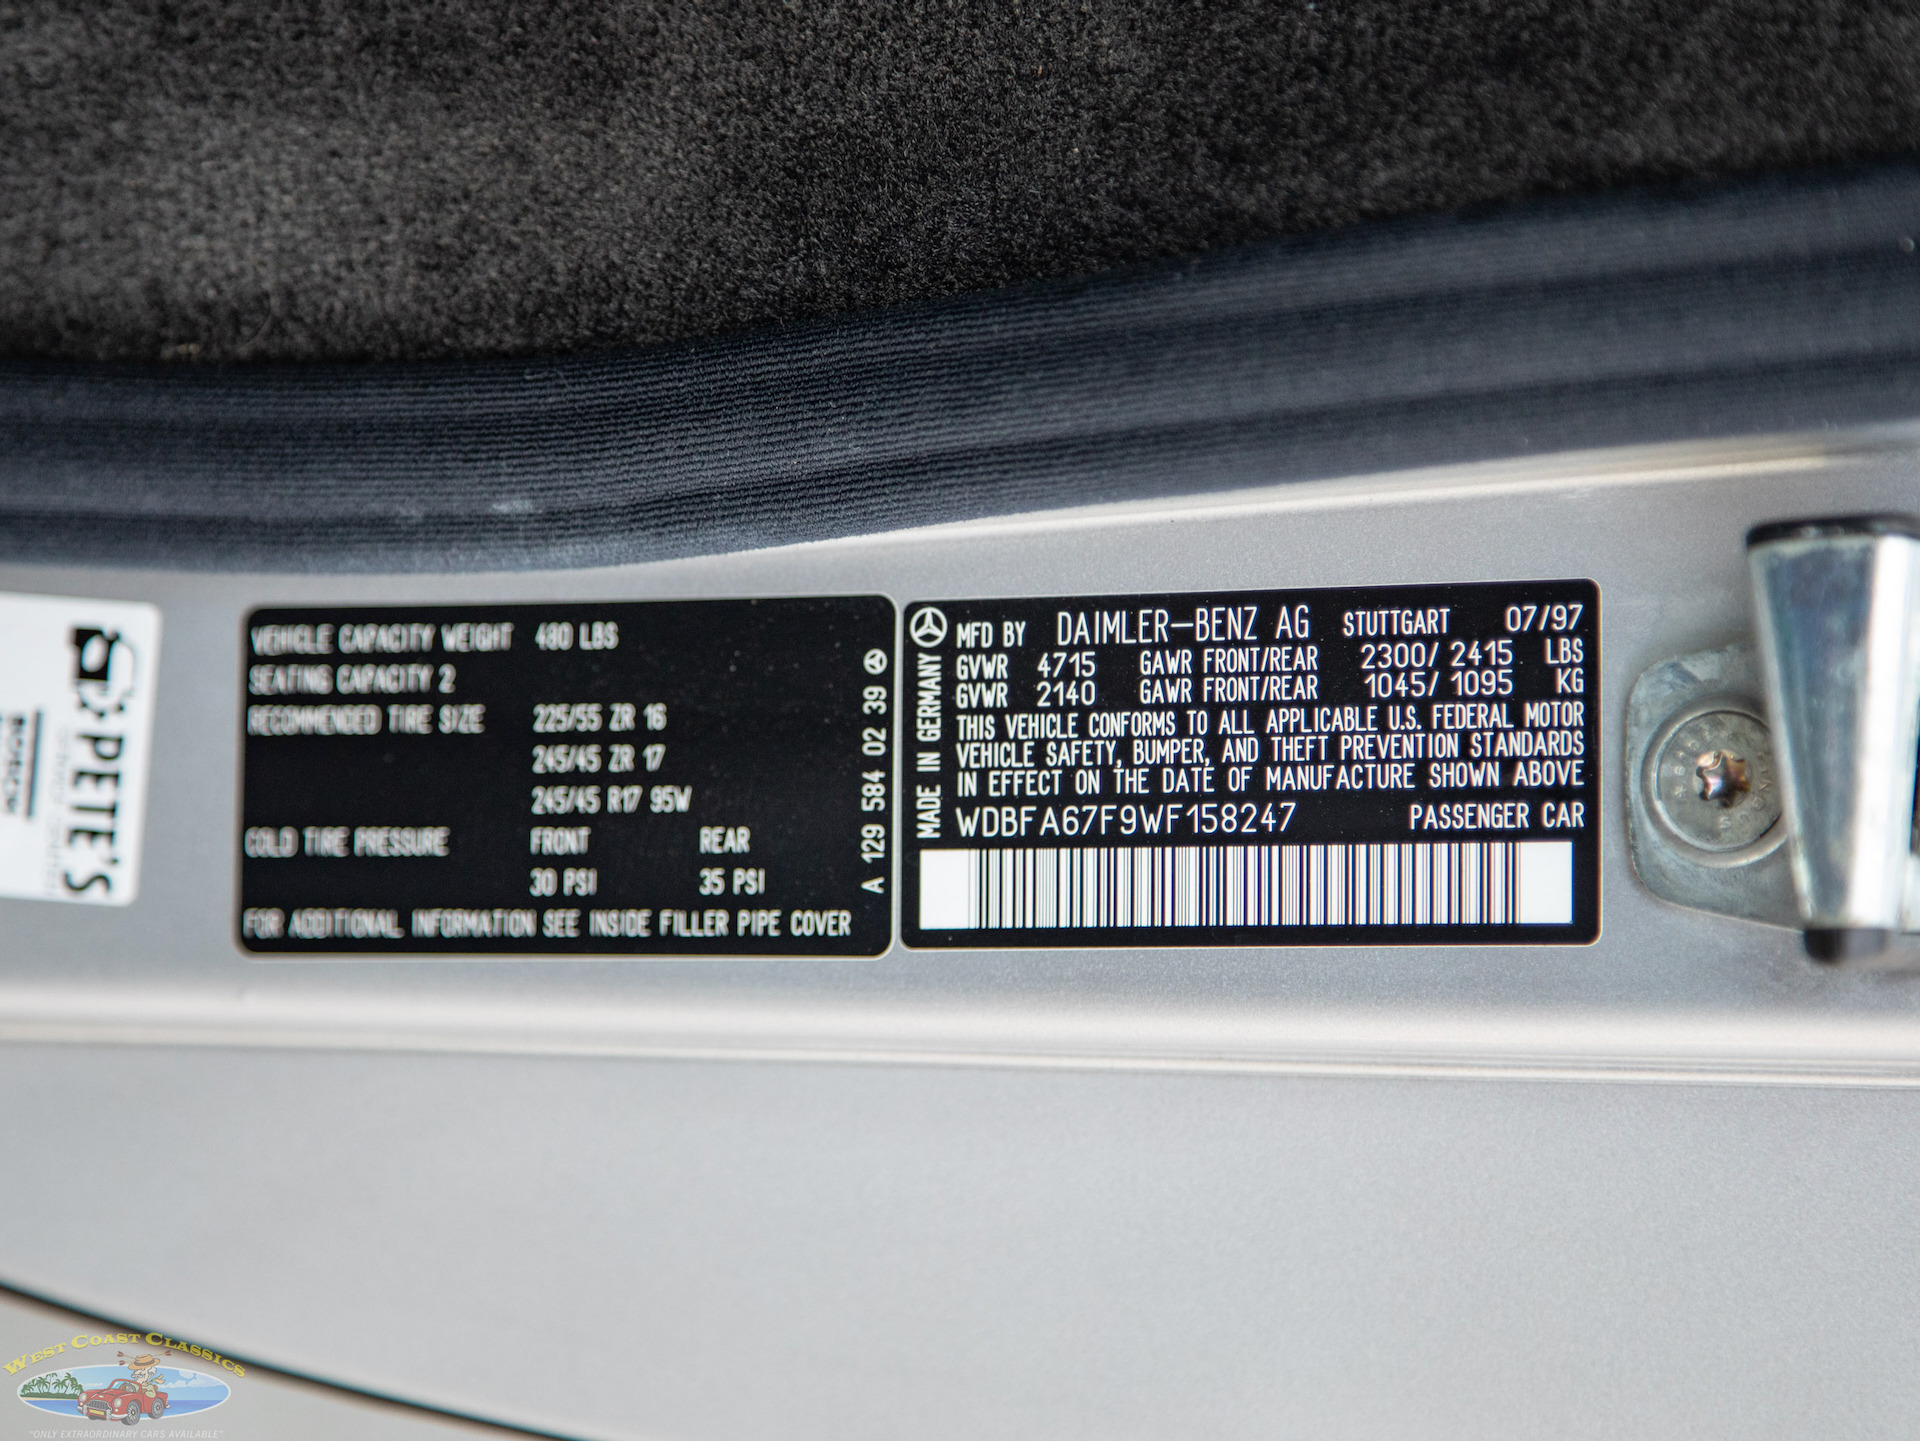 VEHICLE CAPACITY WEIGHT 480 LBS
SEATING CAPACITY 2
RECOMMENDED TIRE SIZE 225/55 ZR 16
245/45 ZR 17
245/45 R17 95W
COLD TIRE PRESSURE FRONT REAR
30 PSI 35 PSI
FOR ADDITIONAL INFORMATION SEE INSIDE FILLER PIPE COVER
A 129 584 02 39
MADE IN GERMANY
MFD BY DAIMLER-BENZ AG STUTTGART 07/97
GVWR 4715 GAWR FRONT/REAR 2300/ 2415 LBS
GVWR 2140 GAWR FRONT/REAR 1045/ 1095 KG
THIS VEHICLE CONFORMS TO ALL APPLICABLE U.S. FEDERAL MOTOR
VEHICLE SAFETY, BUMPER, AND THEFT PREVENTION STANDARDS
IN EFFECT ON THE DATE OF MANUFACTURE SHOWN ABOVE
WDBFA67F9WF158247 PASSENGER CAR
PETE'S
WEST COAST CLASSICS
"ONLY EXTRAORDINARY CARS AVAILABLE"